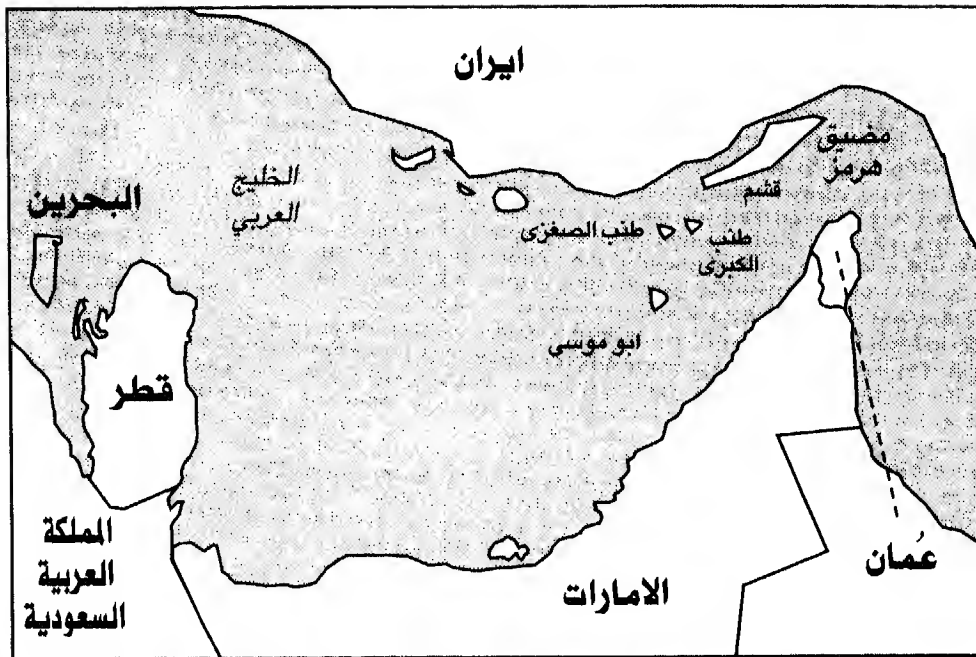 ايران
مضيق
هرمز
قشم
الخليج
العربي
البحرين
طنب الصغرى
طنب
الكبرى
ابو موسى
قطر
المملكة
العربية
السعودية
الامارات
عُمان